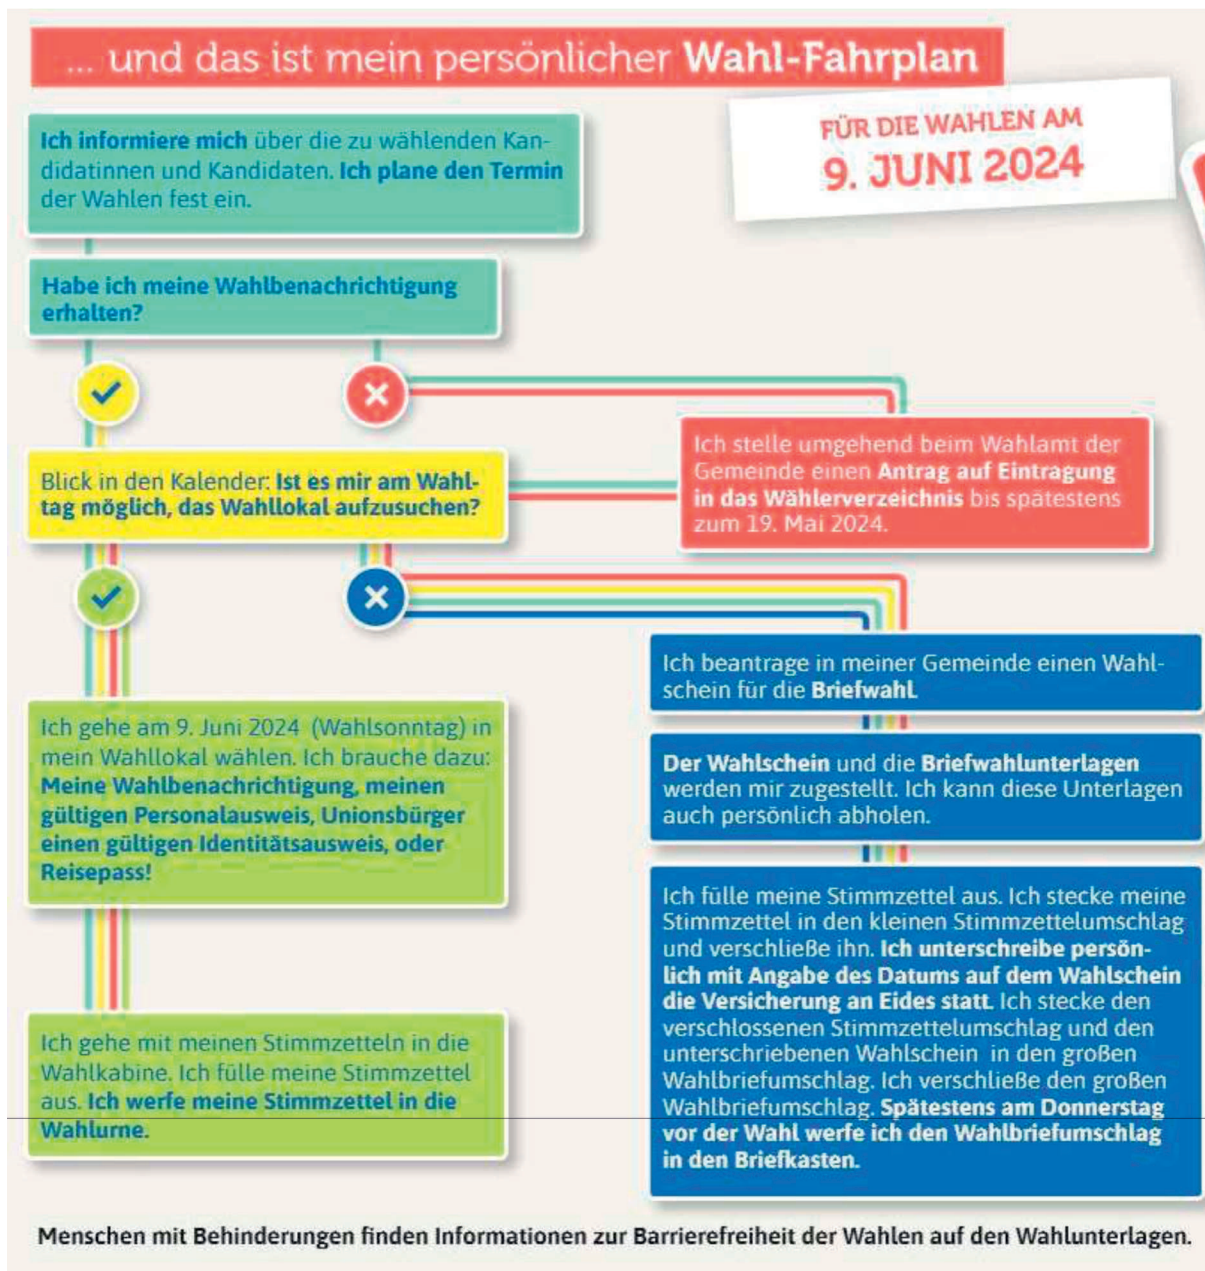 ... und das ist mein persönlicher Wahl-Fahrplan
FÜR DIE WAHLEN AM
9. JUNI 2024
Ich informiere mich über die zu wählenden Kan-
didatinnen und Kandidaten. Ich plane den Termin
der Wahlen fest ein.
Habe ich meine Wahlbenachrichtigung
erhalten?
Ich stelle umgehend beim Wahlamt der
Gemeinde einen Antrag auf Eintragung
in das Wählerverzeichnis bis spätestens
zum 19. Mai 2024.
Blick in den Kalender: Ist es mir am Wahl-
tag möglich, das Wahllokal aufzusuchen?
Ich gehe am 9. Juni 2024 (Wahlsonntag) in
mein Wahllokal wählen. Ich brauche dazu:
Meine Wahlbenachrichtigung, meinen
gültigen Personalausweis, Unionsbürger
einen gültigen Identitätsausweis, oder
Reisepass!
Ich gehe mit meinen Stimmzetteln in die
Wahlkabine. Ich fülle meine Stimmzettel
aus. Ich werfe meine Stimmzettel in die
Wahlurne.
Ich beantrage in meiner Gemeinde einen Wahl-
schein für die Briefwahl.
Der Wahlschein und die Briefwahlunterlagen
werden mir zugestellt. Ich kann diese Unterlagen
auch persönlich abholen.
Ich fülle meine Stimmzettel aus. Ich stecke meine
Stimmzettel in den kleinen Stimmzettelumschlag
und verschließe ihn. Ich unterschreibe persön-
lich mit Angabe des Datums auf dem Wahlschein
die Versicherung an Eides statt. Ich stecke den
verschlossenen Stimmzettelumschlag und den
unterschriebenen Wahlschein in den großen
Wahlbriefumschlag. Ich verschließe den großen
Wahlbriefumschlag. Spätestens am Donnerstag
vor der Wahl werfe ich den Wahlbriefumschlag
in den Briefkasten.
Menschen mit Behinderungen finden Informationen zur Barrierefreiheit der Wahlen auf den Wahlunterlagen.